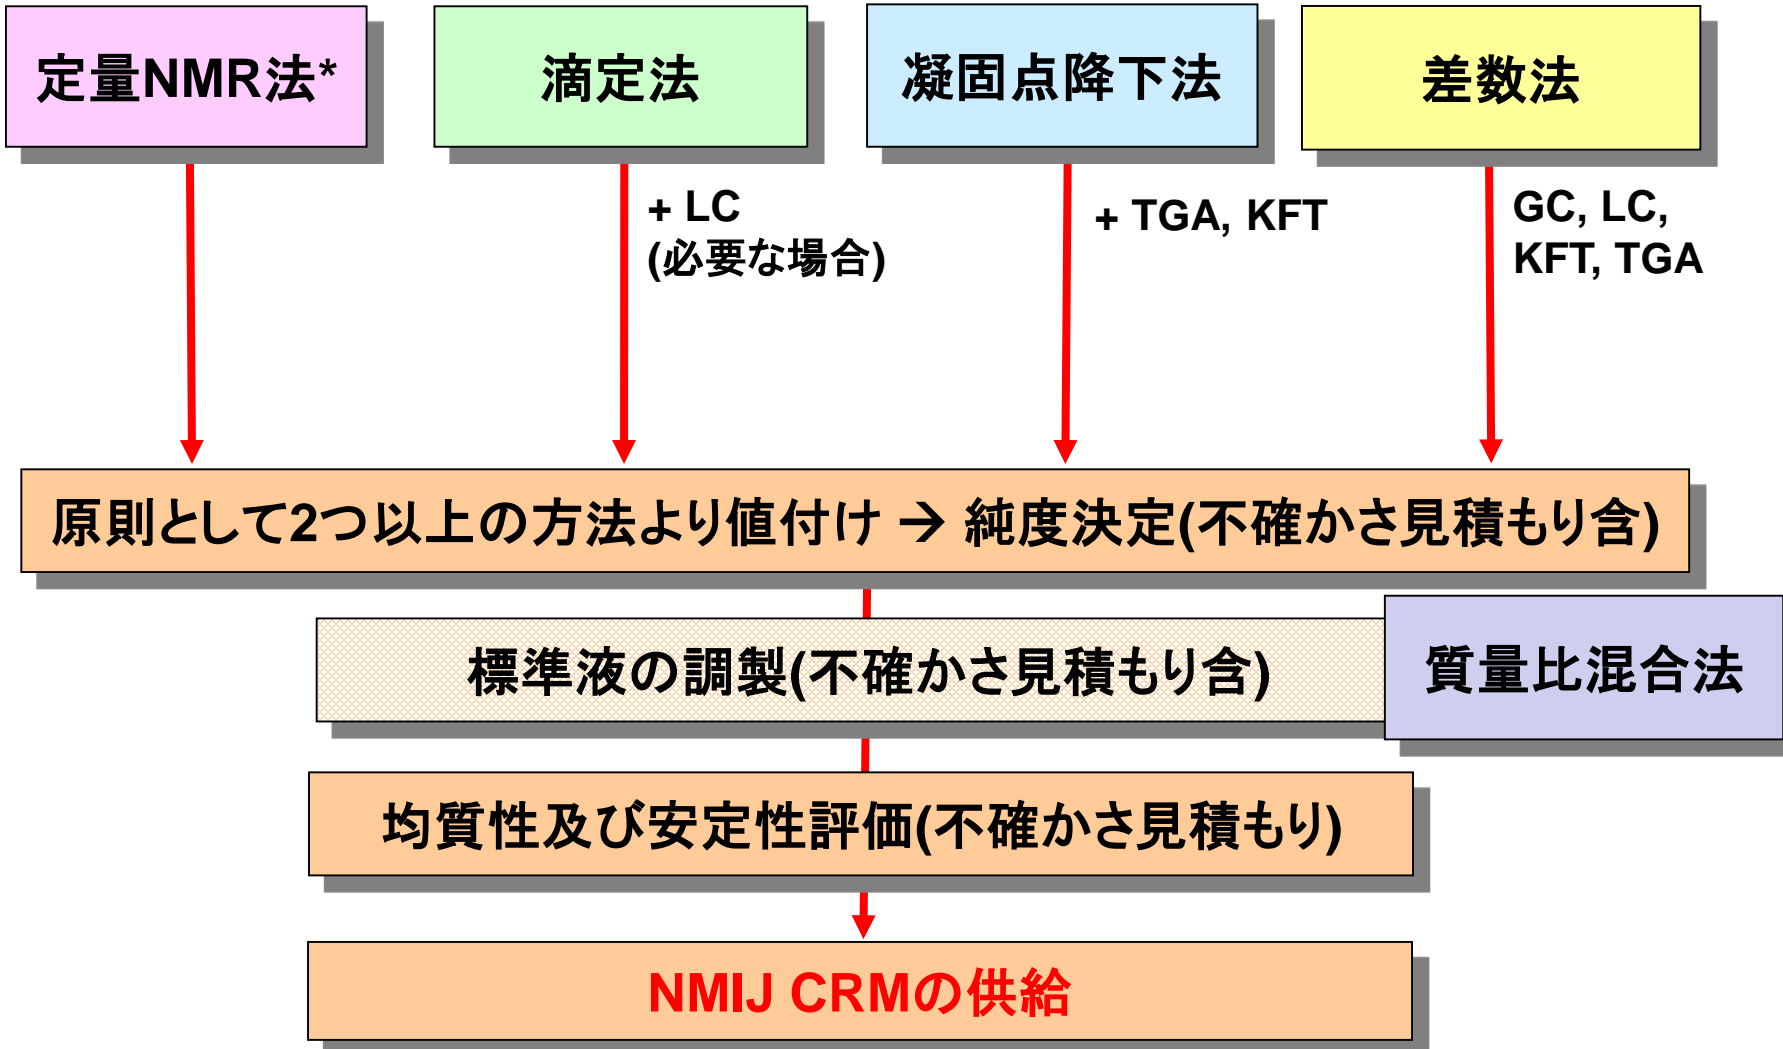 定量NMR法*
滴定法
凝固点降下法
差数法
+ LC
(必要な場合)
+ TGA, KFT
GC, LC,
KFT, TGA
原則として2つ以上の方法より値付け → 純度決定(不確かさ見積もり含)
標準液の調製(不確かさ見積もり含)
質量比混合法
均質性及び安定性評価(不確かさ見積もり)
NMIJ CRMの供給